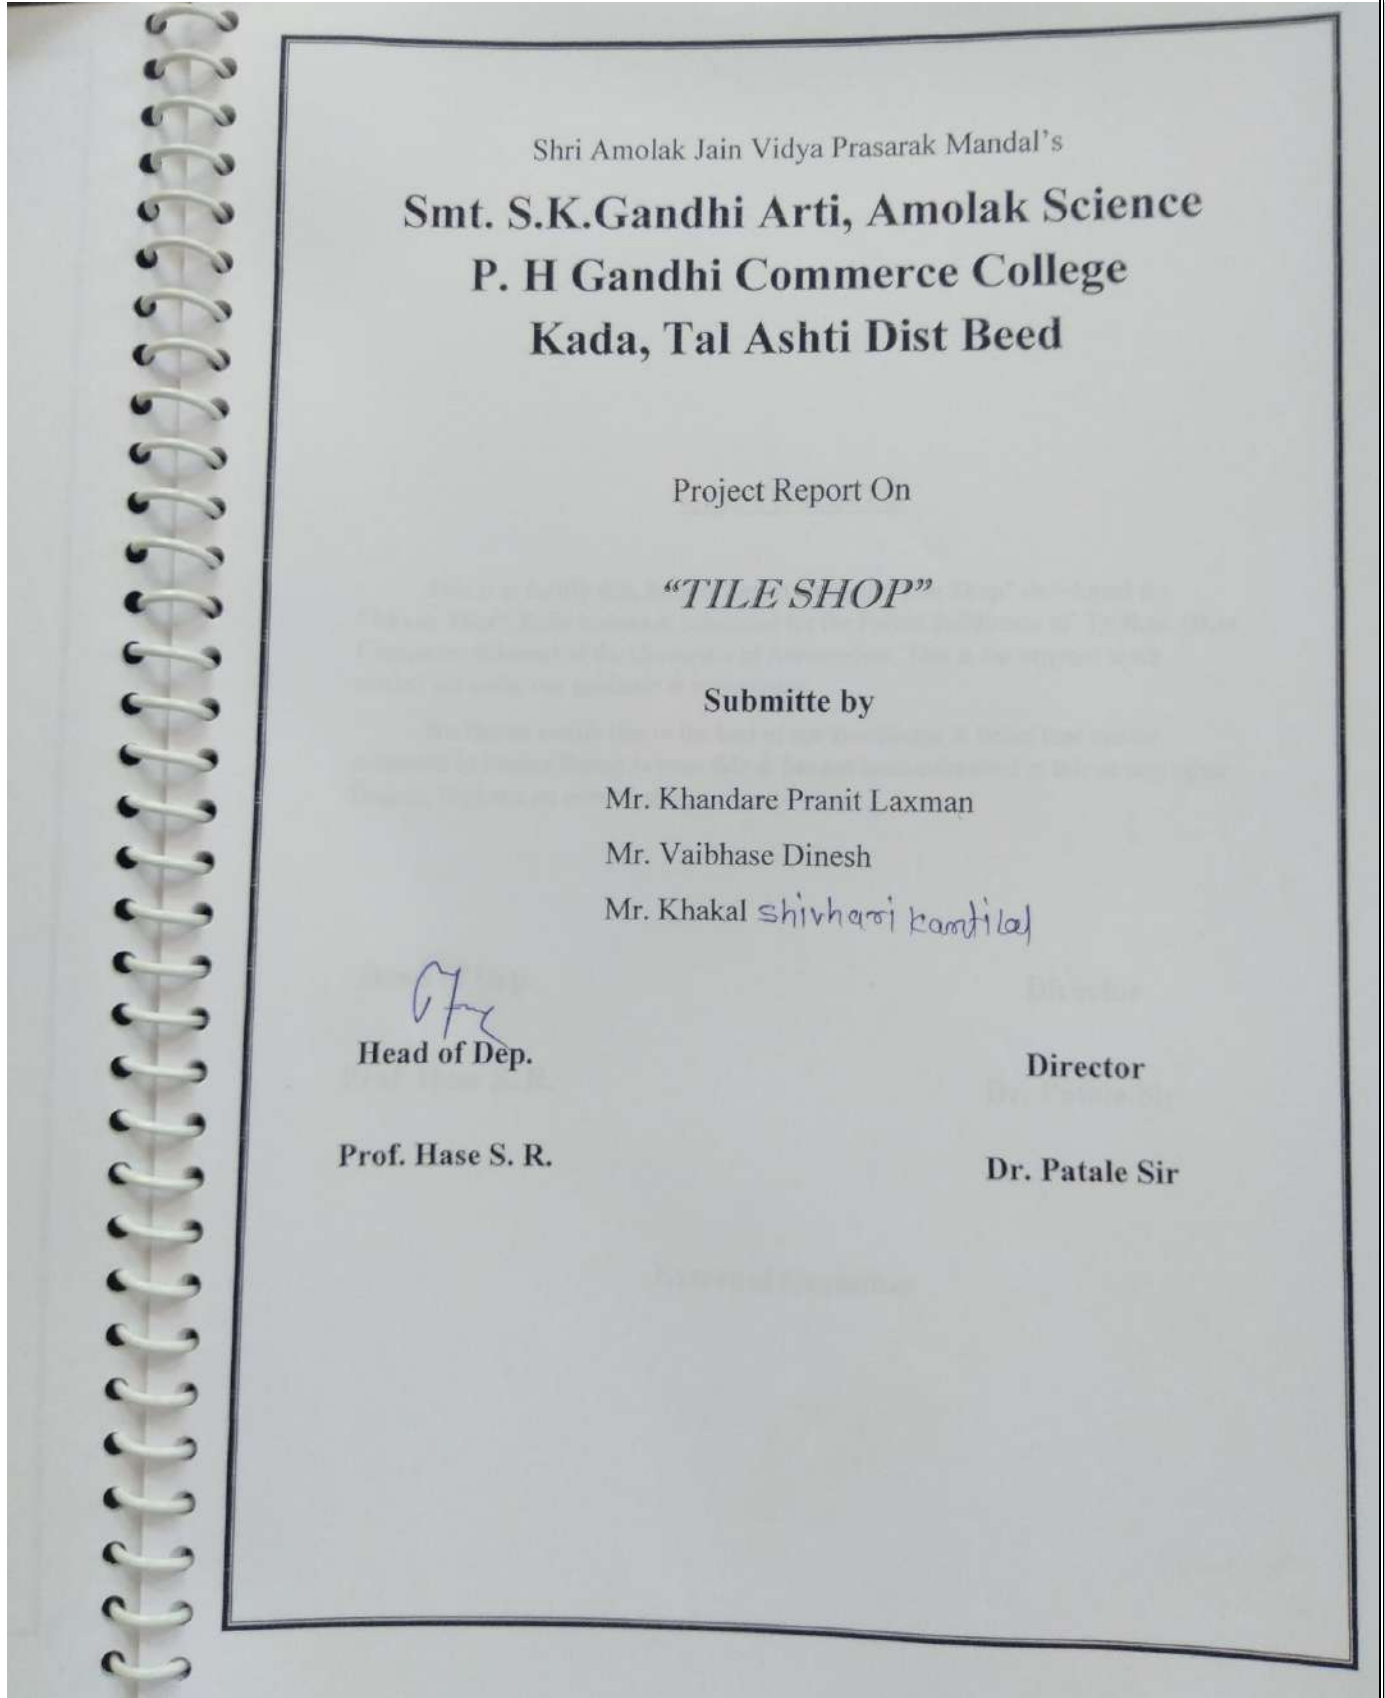 Shri Amolak Jain Vidya Prasarak Mandal's
Smt. S.K.Gandhi Arti, Amolak Science
P. H Gandhi Commerce College
Kada, Tal Ashti Dist Beed
Project Report On
"TILE SHOP"
Submitte by
Mr. Khandare Pranit Laxman
Mr. Vaibhase Dinesh
Mr. Khakal shivhari kantilal
Head of Dep.
Director
Prof. Hase S. R.
Dr. Patale Sir